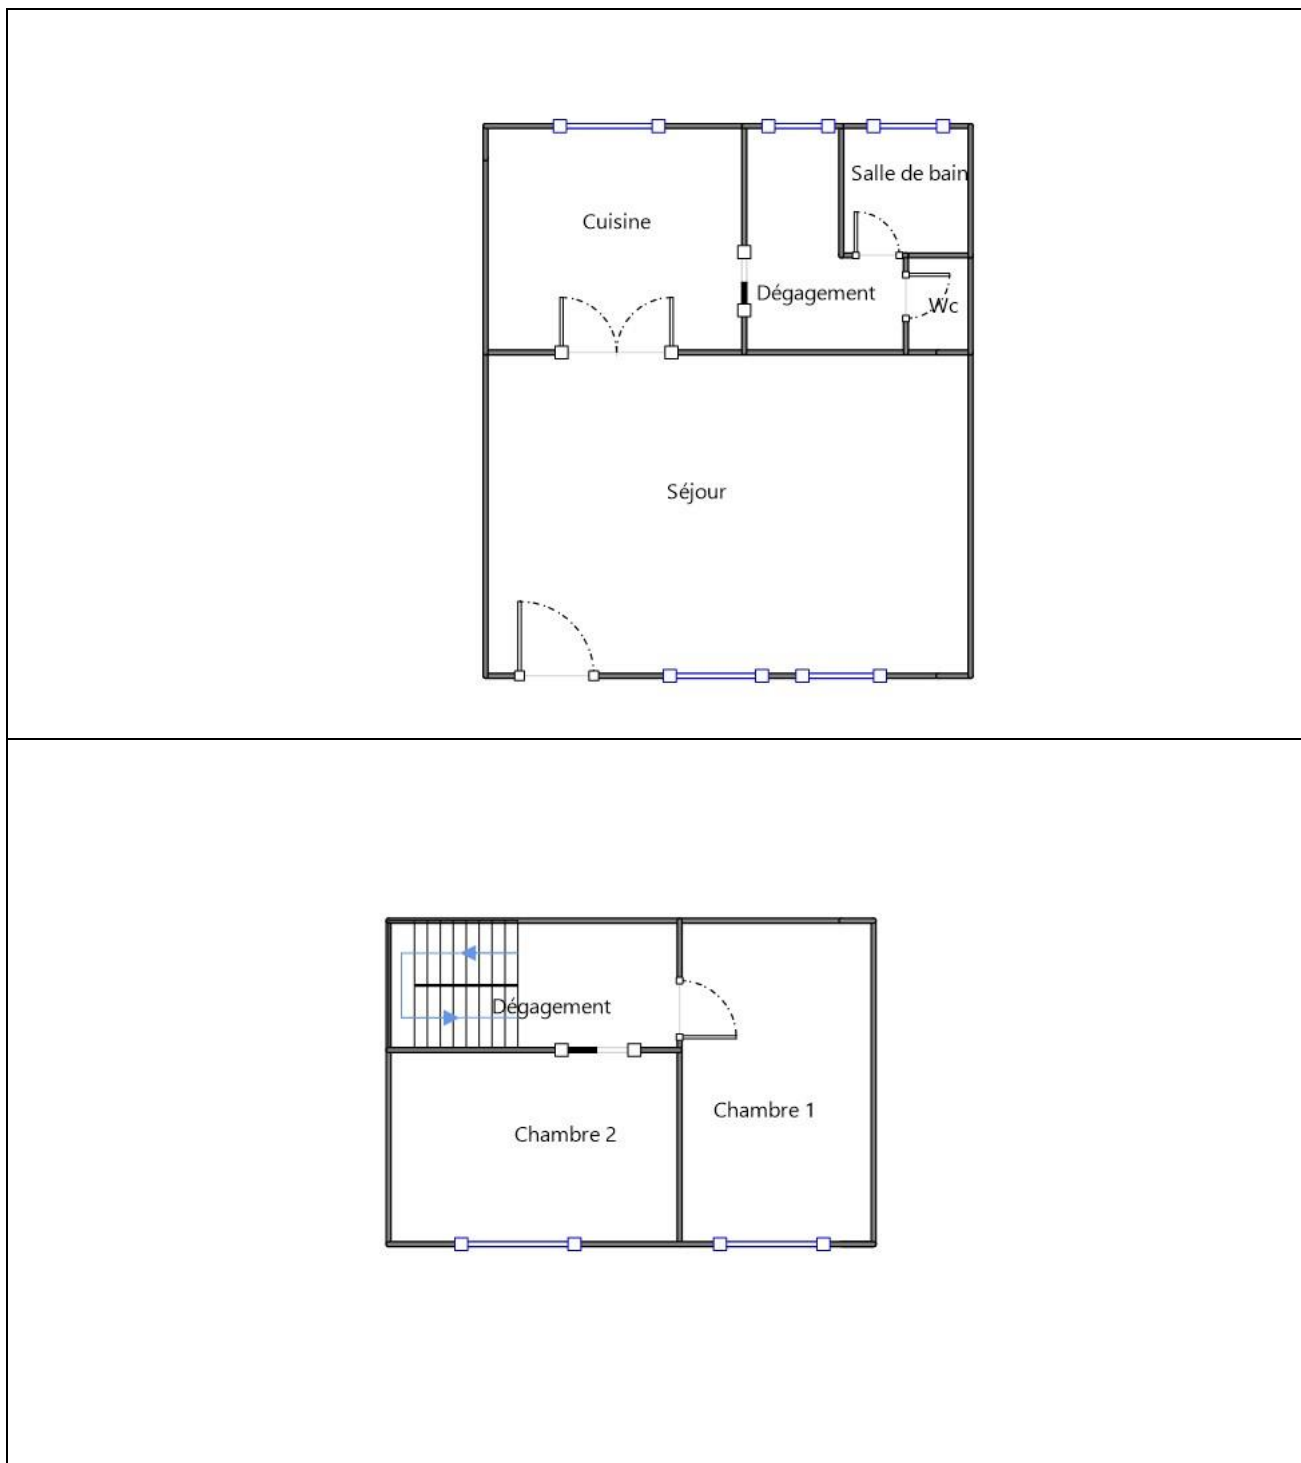 Salle de bain
Cuisine
Dégagement
Wc
Séjour
Dégagement
Chambre 1
Chambre 2